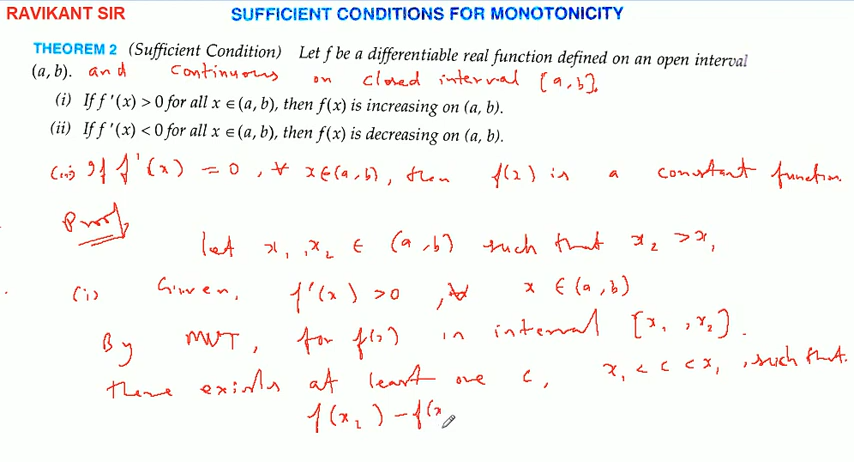 RAVIKANT SIR
SUFFICIENT CONDITIONS FOR MONOTONICITY
THEOREM 2 (Sufficient Condition) Let f be a differentiable real function defined on an open interval
(a, b). and continuous on closed interval [a,b].
(i) If f '(x) > 0 for all x ∈ (a, b), then f(x) is increasing on (a, b).
(ii) If f '(x) < 0 for all x ∈ (a, b), then f(x) is decreasing on (a, b).
(iii) If f'(x) = 0, ∀ x∈(a,b), then f(x) is a constant function.
Proof
let x₁, x₂ ∈ (a,b) such that x₂ > x₁
(i) Given, f'(x) > 0, ∀ x ∈ (a,b)
By MVT, for f(x) in interval [x₁, x₂].
there exists at least one c, x₁ < c < x₁, such that.
f(x₂) – f(x